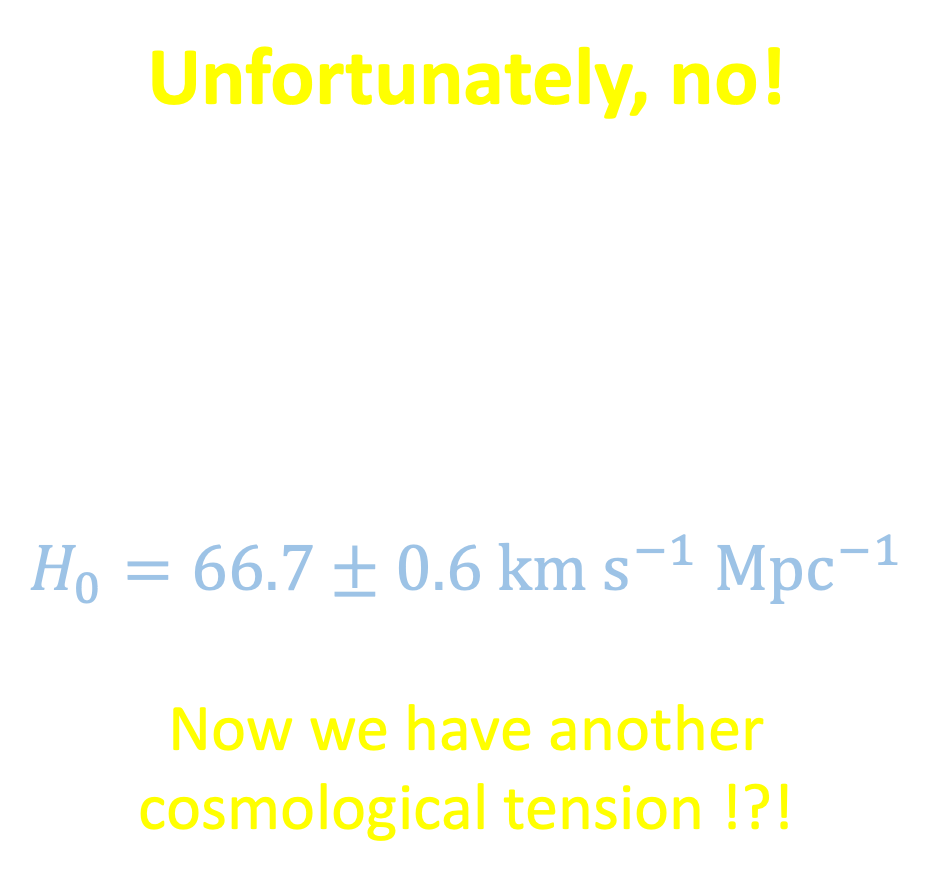 Unfortunately, no!
H₀ = 66.7 ± 0.6 km s⁻¹ Mpc⁻¹
Now we have another
cosmological tension !?!